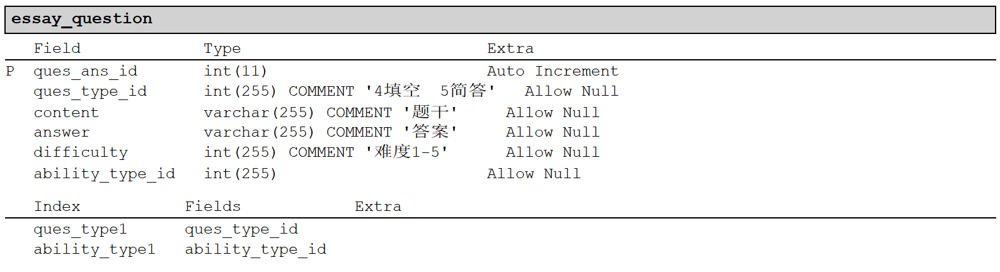 essay_question
Field Type Extra
P ques_ans_id int(11) Auto Increment
ques_type_id int(255) COMMENT '4填空  5简答' Allow Null
content varchar(255) COMMENT '题干' Allow Null
answer varchar(255) COMMENT '答案' Allow Null
difficulty int(255) COMMENT '难度1-5' Allow Null
ability_type_id int(255) Allow Null
Index Fields Extra
ques_type1 ques_type_id
ability_type1 ability_type_id